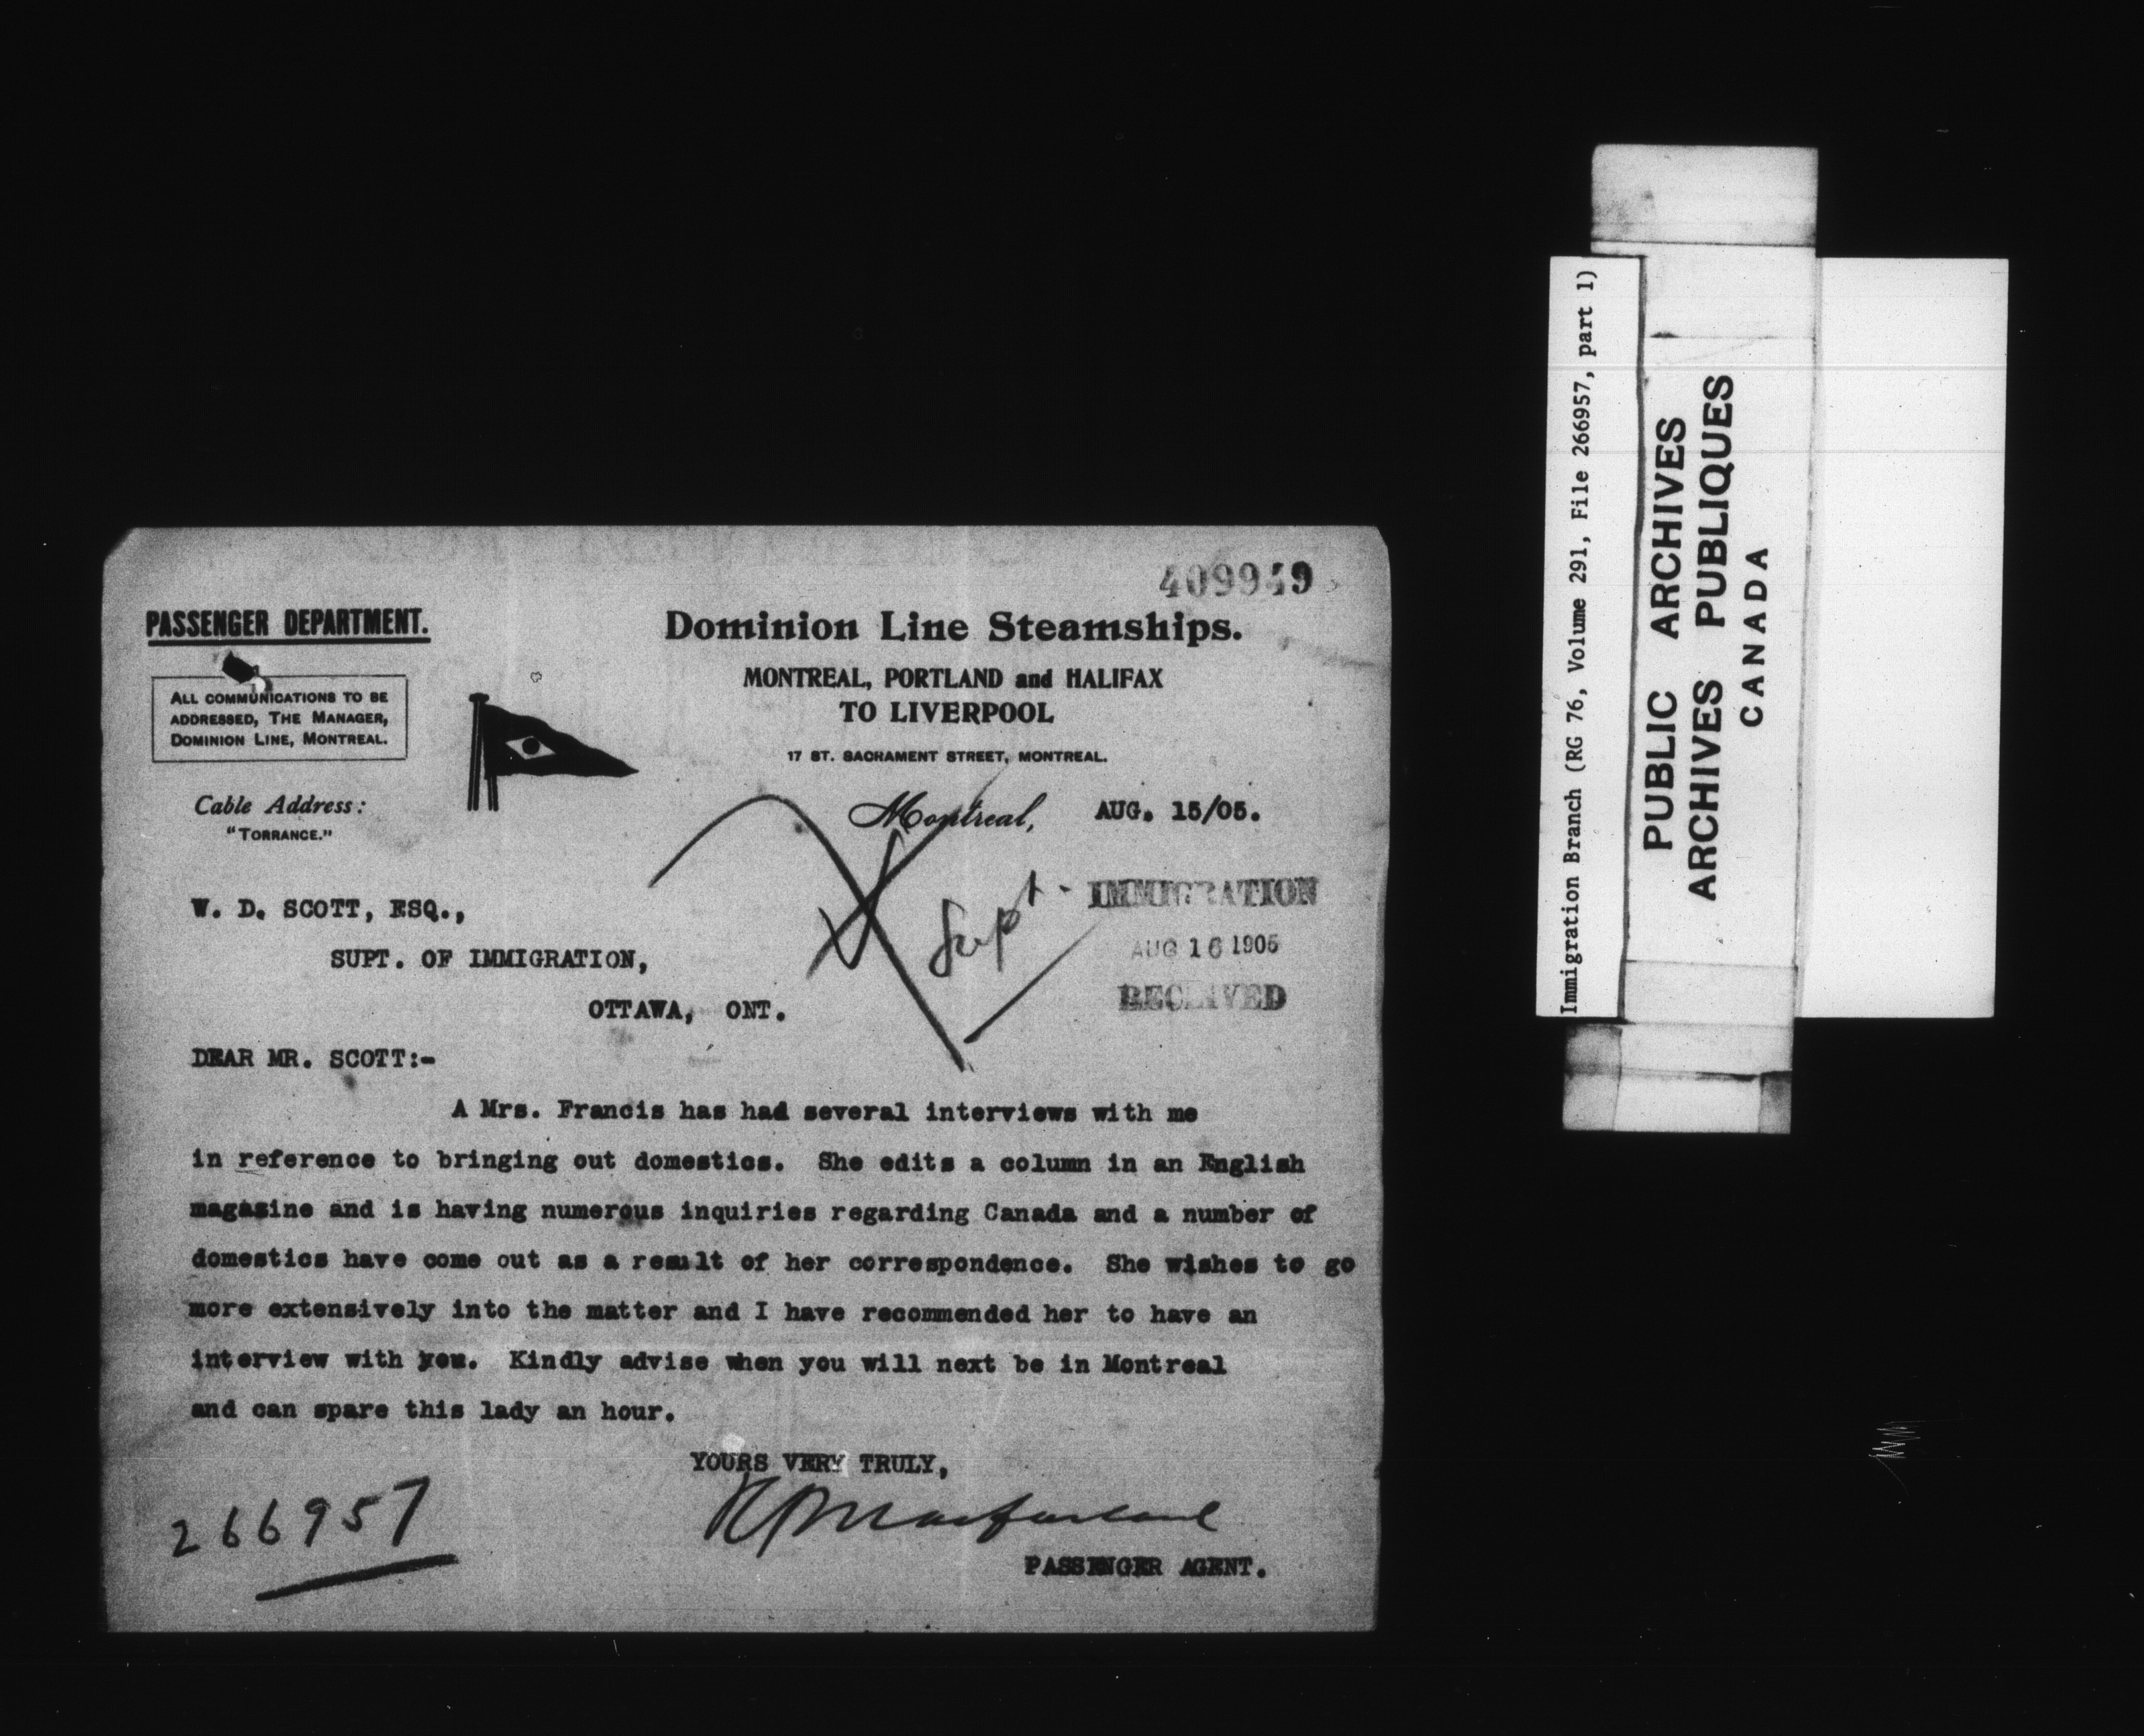 409949
PASSENGER DEPARTMENT.
Dominion Line Steamships.
MONTREAL, PORTLAND and HALIFAX
TO LIVERPOOL
17 ST. SACRAMENT STREET, MONTREAL.
ALL COMMUNICATIONS TO BE
ADDRESSED, THE MANAGER,
DOMINION LINE, MONTREAL.
Cable Address:
"TORRANCE."
Montreal, AUG. 15/05.
Supt.
IMMIGRATION
AUG 16 1905
RECEIVED
W. D. SCOTT, ESQ.,
SUPT. OF IMMIGRATION,
OTTAWA, ONT.
DEAR MR. SCOTT:-
A Mrs. Francis has had several interviews with me
in reference to bringing out domestics. She edits a column in an English
magazine and is having numerous inquiries regarding Canada and a number of
domestics have come out as a result of her correspondence. She wishes to go
more extensively into the matter and I have recommended her to have an
interview with you. Kindly advise when you will next be in Montreal
and can spare this lady an hour.
YOURS VERY TRULY,
Macfarlane
PASSENGER AGENT.
266957
Immigration Branch (RG 76, Volume 291, File 266957, part 1)
PUBLIC ARCHIVES
ARCHIVES PUBLIQUES
CANADA